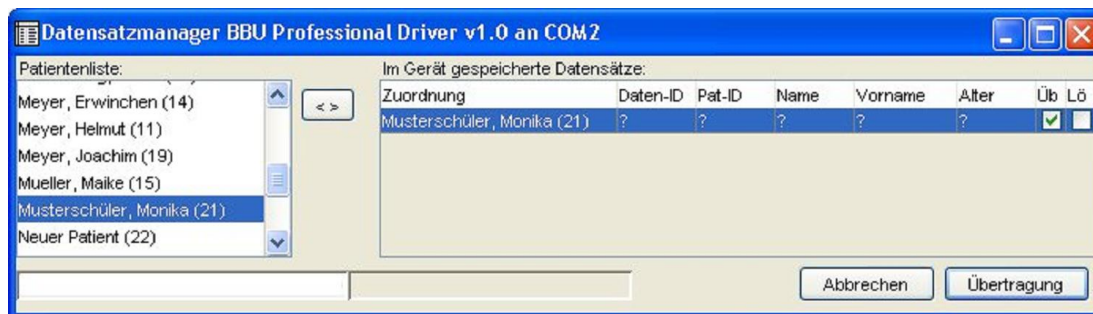 Datensatzmanager BBU Professional Driver v1.0 an COM2
Patientenliste:
Meyer, Erwinchen (14)
Meyer, Helmut (11)
Meyer, Joachim (19)
Mueller, Maike (15)
Musterschüler, Monika (21)
Neuer Patient (22)
< >
Im Gerät gespeicherte Datensätze:
Zuordnung Daten-ID Pat-ID Name Vorname Alter Üb Lö
Musterschüler, Monika (21) ? ? ? ? ?
Abbrechen Übertragung